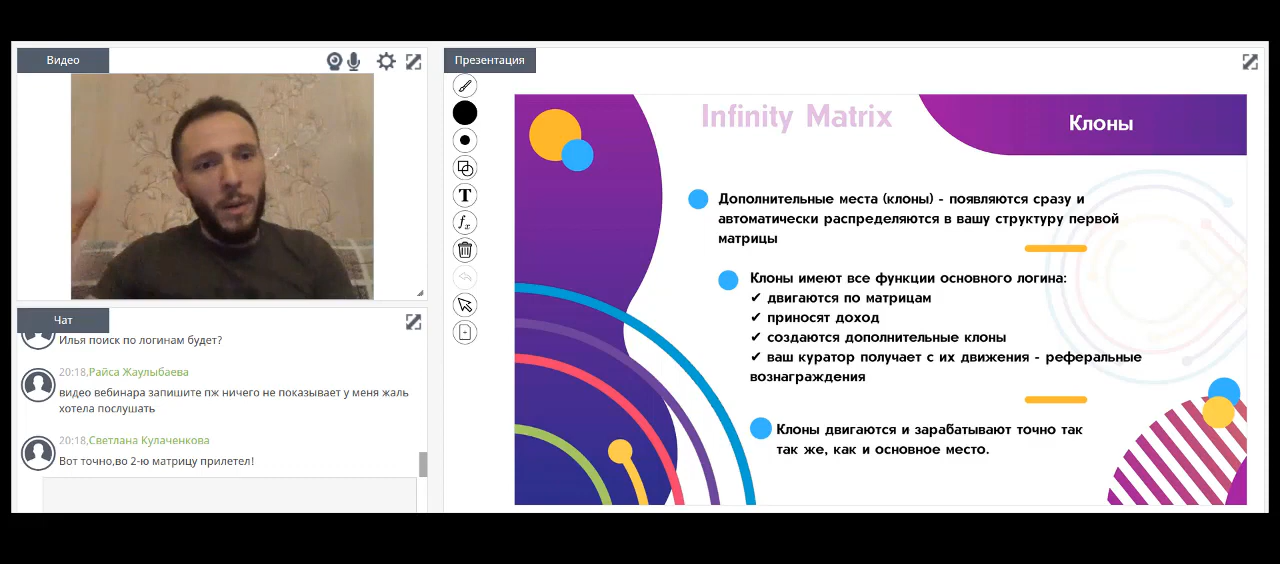 Видео
Чат
Илья поиск по логинам будет?
20:18,Райса Жаулыбаева
видео вебинара запишите пж ничего не показывает у меня жаль
хотела послушать
20:18,Светлана Кулаченкова
Вот точно,во 2-ю матрицу прилетел!
Презентация
T
fx
Infinity Matrix
Клоны
Дополнительные места (клоны) - появляются сразу и
автоматически распределяются в вашу структуру первой
матрицы
Клоны имеют все функции основного логина:
✓ двигаются по матрицам
✓ приносят доход
✓ создаются дополнительные клоны
✓ ваш куратор получает с их движения - реферальные
вознаграждения
Клоны двигаются и зарабатывают точно так
так же, как и основное место.